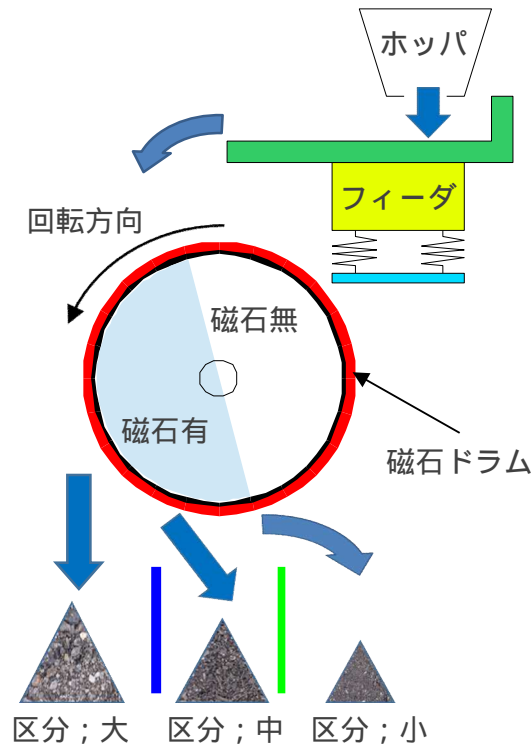 ホッパ
フィーダ
回転方向
磁石無
磁石有
磁石ドラム
区分；大
区分；中
区分；小